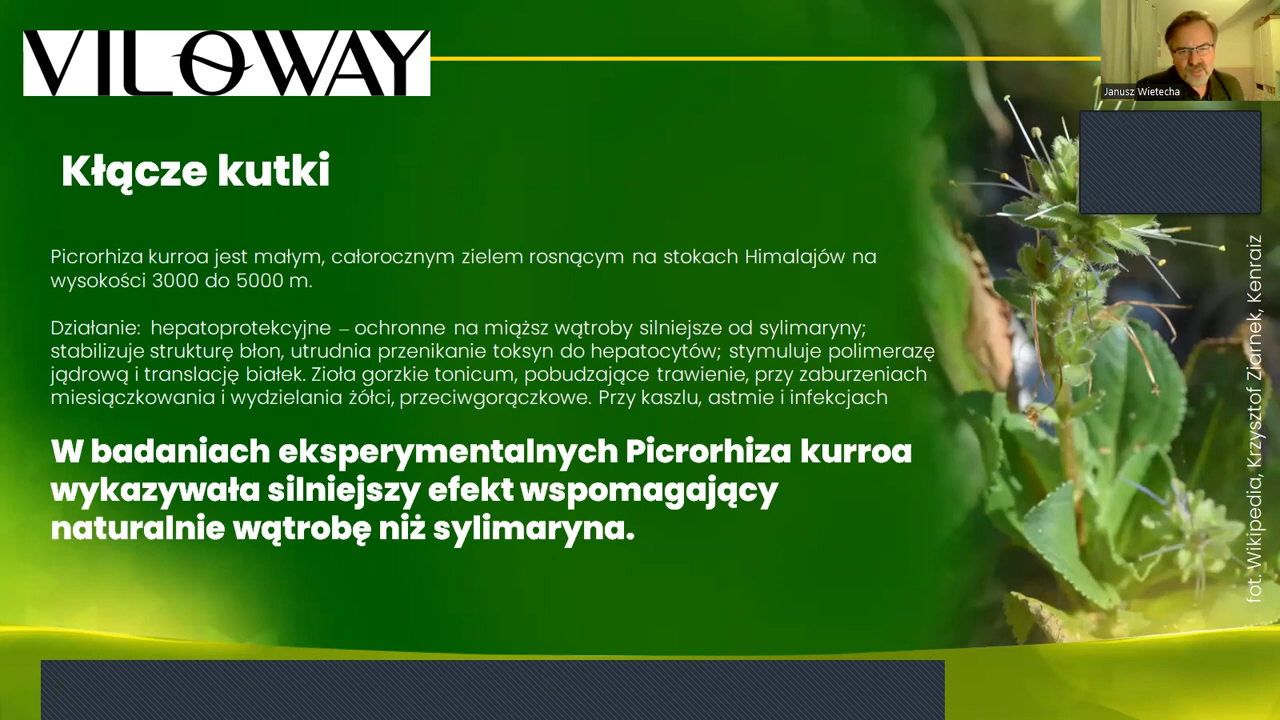 VILOWAY
Janusz Wietecha
Kłącze kutki
Picrorhiza kurroa jest małym, całorocznym zielem rosnącym na stokach Himalajów na
wysokości 3000 do 5000 m.
Działanie: hepatoprotekcyjne – ochronne na miąższ wątroby silniejsze od sylimaryny;
stabilizuje strukturę błon, utrudnia przenikanie toksyn do hepatocytów; stymuluje polimerazę
jądrową i translację białek. Zioła gorzkie tonicum, pobudzające trawienie, przy zaburzeniach
miesiączkowania i wydzielania żółci, przeciwgorączkowe. Przy kaszlu, astmie i infekcjach
W badaniach eksperymentalnych Picrorhiza kurroa
wykazywała silniejszy efekt wspomagający
naturalnie wątrobę niż sylimaryna.
fot. Wikipedia, Krzysztof Ziarnek, Kenraiz